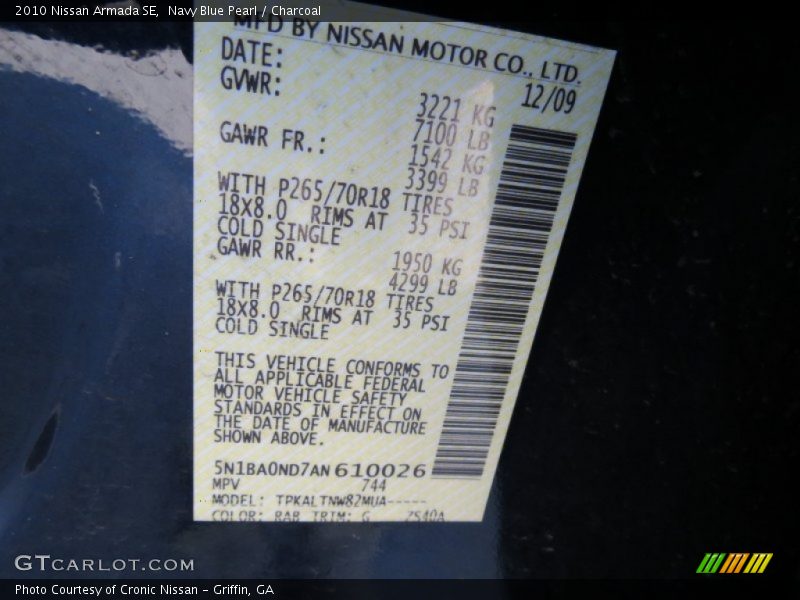 2010 Nissan Armada SE, Navy Blue Pearl / Charcoal
MFD BY NISSAN MOTOR CO., LTD.
DATE: 12/09
GVWR: 3221 KG
7100 LB
GAWR FR.: 1542 KG
3399 LB
WITH P265/70R18 TIRES
18X8.0 RIMS AT 35 PSI
COLD SINGLE
GAWR RR.: 1950 KG
4299 LB
WITH P265/70R18 TIRES
18X8.0 RIMS AT 35 PSI
COLD SINGLE
THIS VEHICLE CONFORMS TO
ALL APPLICABLE FEDERAL
MOTOR VEHICLE SAFETY
STANDARDS IN EFFECT ON
THE DATE OF MANUFACTURE
SHOWN ABOVE.
5N1BA0ND7AN610026
MPV 744
MODEL: TPKALTNW82MUA-----
COLOR: RAB TRIM: G 7S40A
GTCARLOT.COM
Photo Courtesy of Cronic Nissan - Griffin, GA